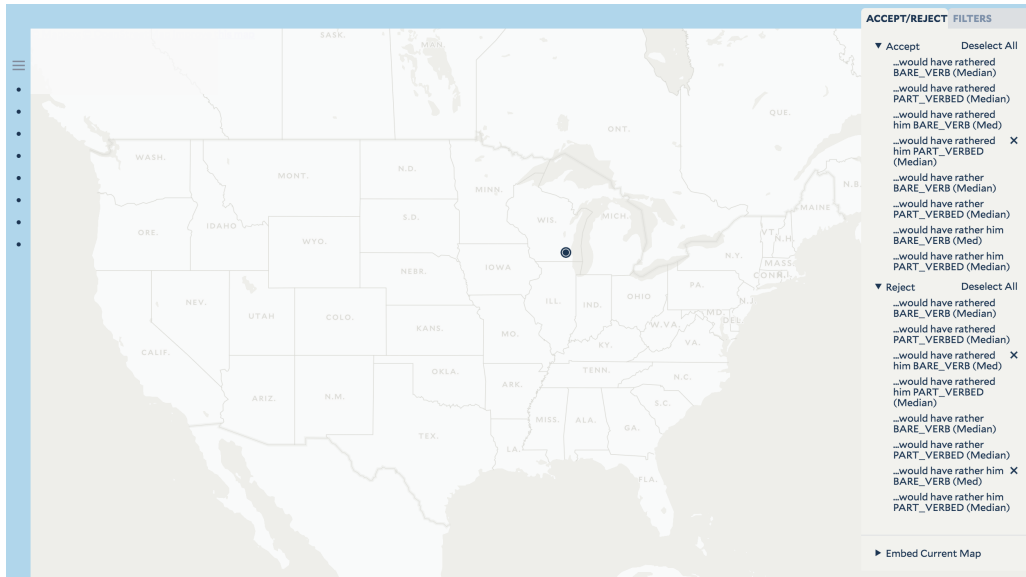 SASK.
MAN.
ONT.
QUE.
N.B.
WASH.
MONT.
N.D.
MINN.
MAINE
ORE.
IDAHO
S.D.
WIS.
MICH.
VT.
N.H.
WYO.
N.Y.
MASS.
IOWA
NEBR.
CONN.
R.I.
NEV.
UTAH
COLO.
ILL.
IND.
OHIO
PA.
N.J.
KANS.
MO.
W.VA.
MD.
DEL.
CALIF.
KY.
VA.
OKLA.
ARK.
TENN.
N.C.
ARIZ.
N.M.
S.C.
MISS.
ALA.
GA.
TEX.
LA.
FLA.
ACCEPT/REJECT FILTERS
▼ Accept Deselect All
...would have rathered
BARE_VERB (Median)
...would have rathered
PART_VERBED (Median)
...would have rathered
him BARE_VERB (Med)
...would have rathered ✕
him PART_VERBED
(Median)
...would have rather
BARE_VERB (Median)
...would have rather
PART_VERBED (Median)
...would have rather him
BARE_VERB (Med)
...would have rather him
PART_VERBED (Median)
▼ Reject Deselect All
...would have rathered
BARE_VERB (Median)
...would have rathered
PART_VERBED (Median)
...would have rathered ✕
him BARE_VERB (Med)
...would have rathered
him PART_VERBED
(Median)
...would have rather
BARE_VERB (Median)
...would have rather
PART_VERBED (Median)
...would have rather him ✕
BARE_VERB (Med)
...would have rather him
PART_VERBED (Median)
▶ Embed Current Map